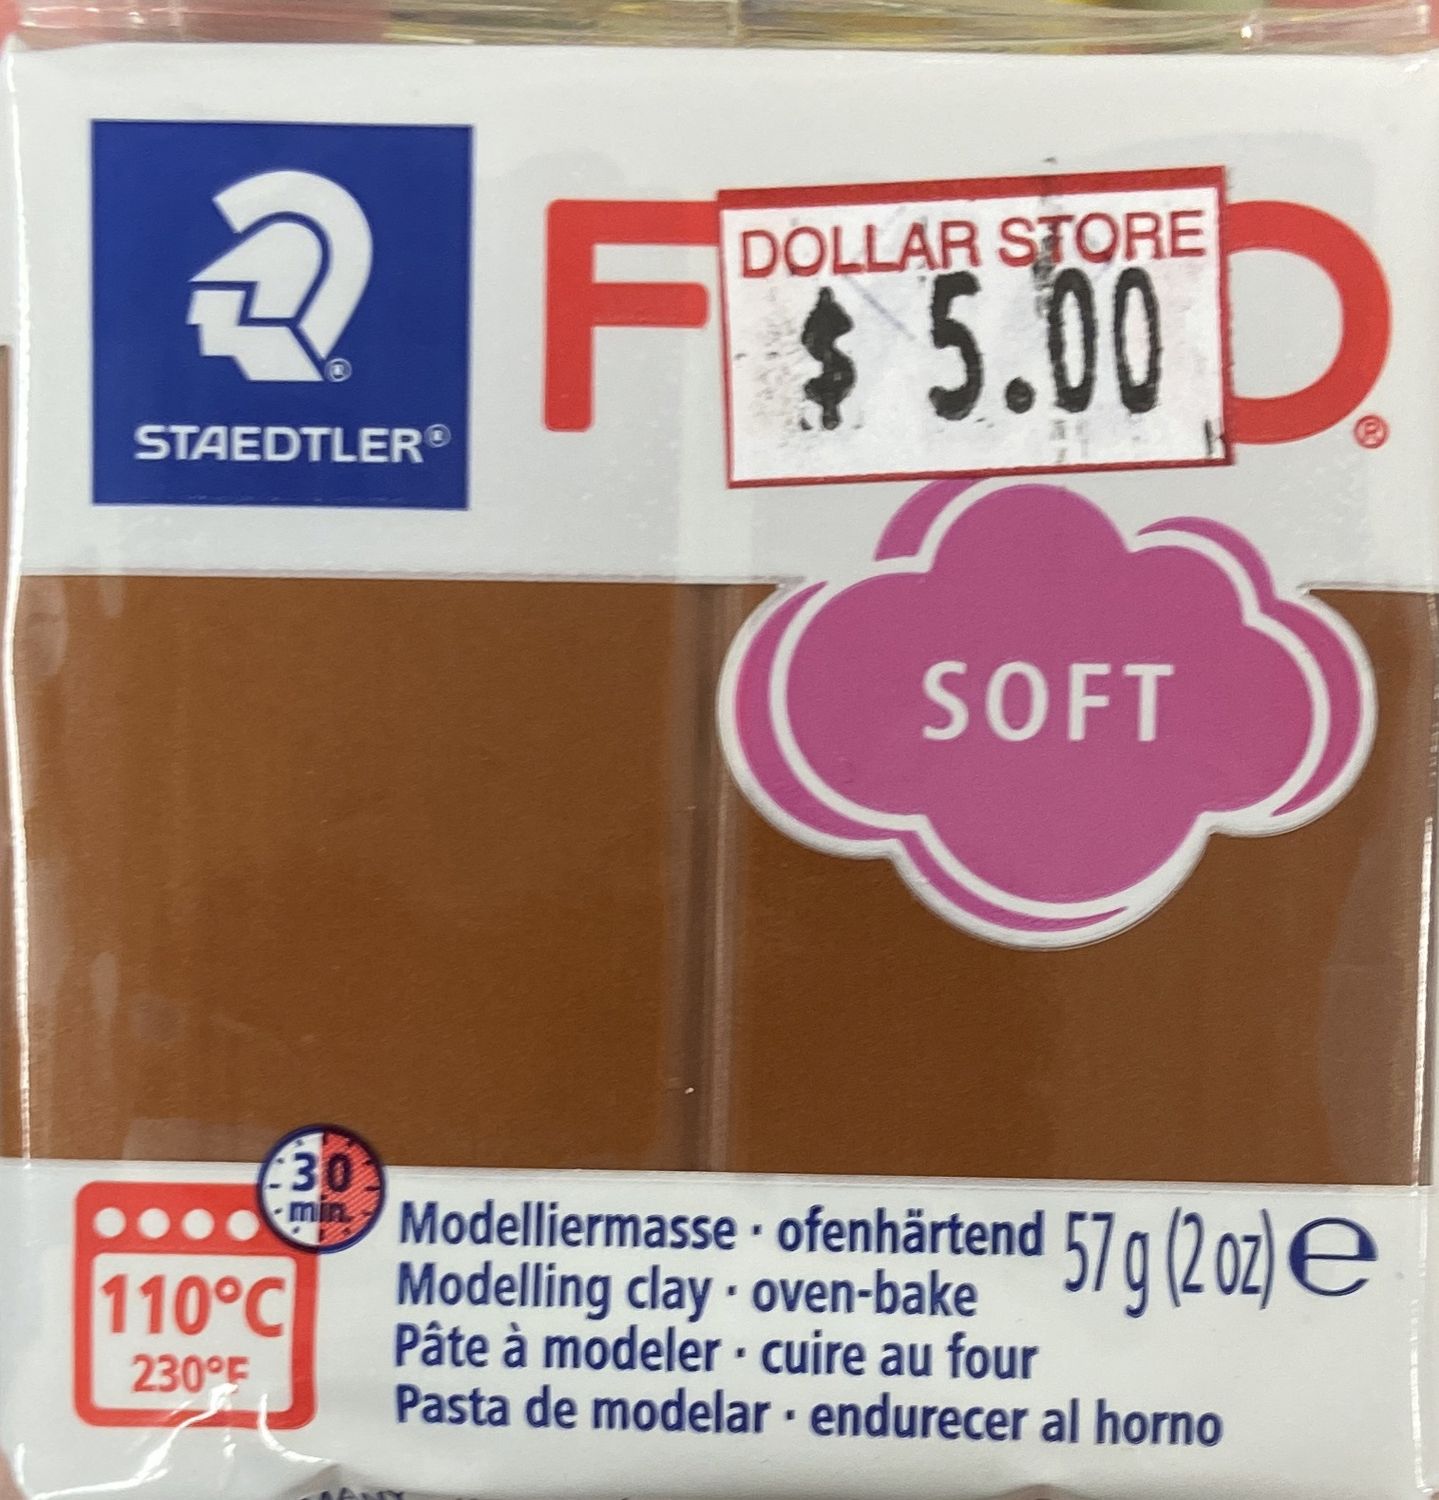 STAEDTLER®
F O®
DOLLAR STORE
$ 5.00
SOFT
30
min.
110°C
230°F
Modelliermasse · ofenhärtend
Modelling clay · oven-bake
Pâte à modeler · cuire au four
Pasta de modelar · endurecer al horno
57 g (2 oz) ℮